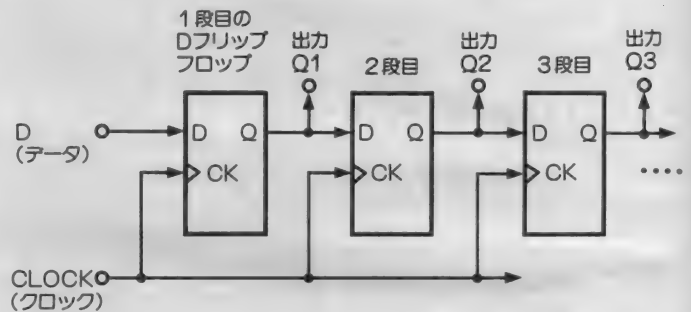 1段目の
Dフリップ
フロップ
出力
Q1
2段目
出力
Q2
3段目
出力
Q3
D
(データ)
D Q
CK
D Q
CK
D Q
CK
····
CLOCK
(クロック)